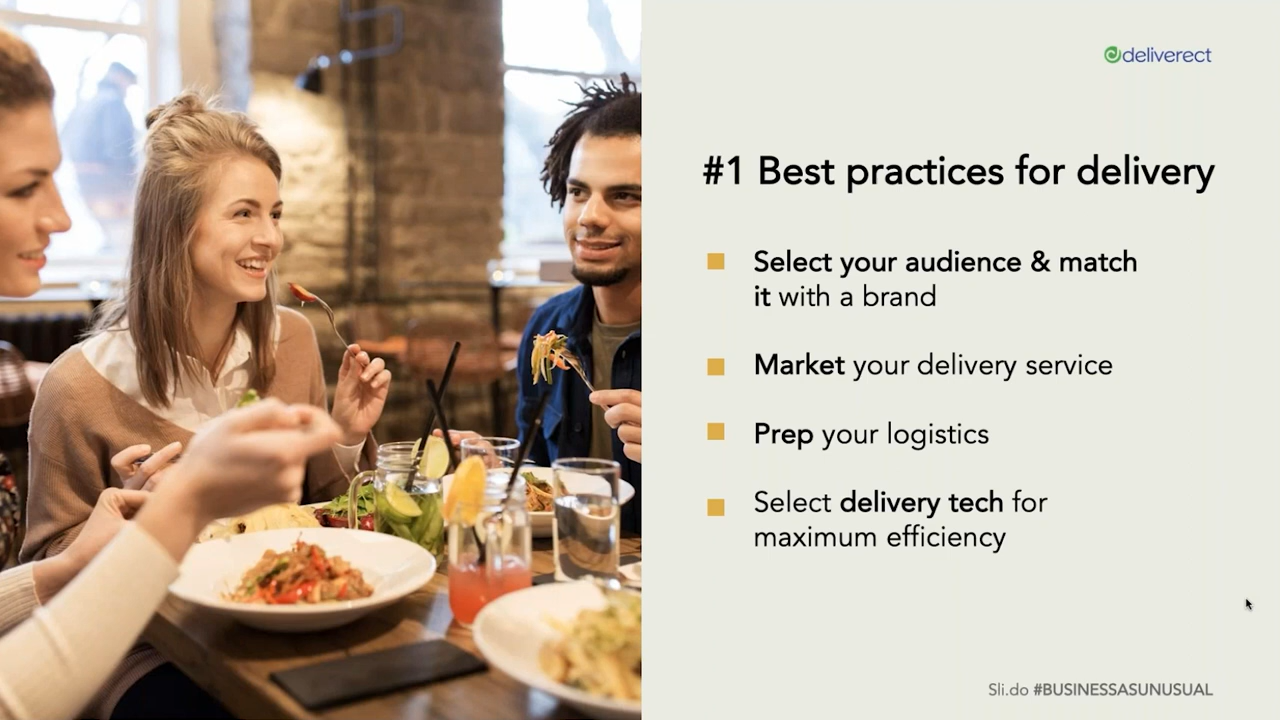 deliverect
#1 Best practices for delivery
Select your audience & match
it with a brand
Market your delivery service
Prep your logistics
Select delivery tech for
maximum efficiency
Sli.do #BUSINESSASUNUSUAL